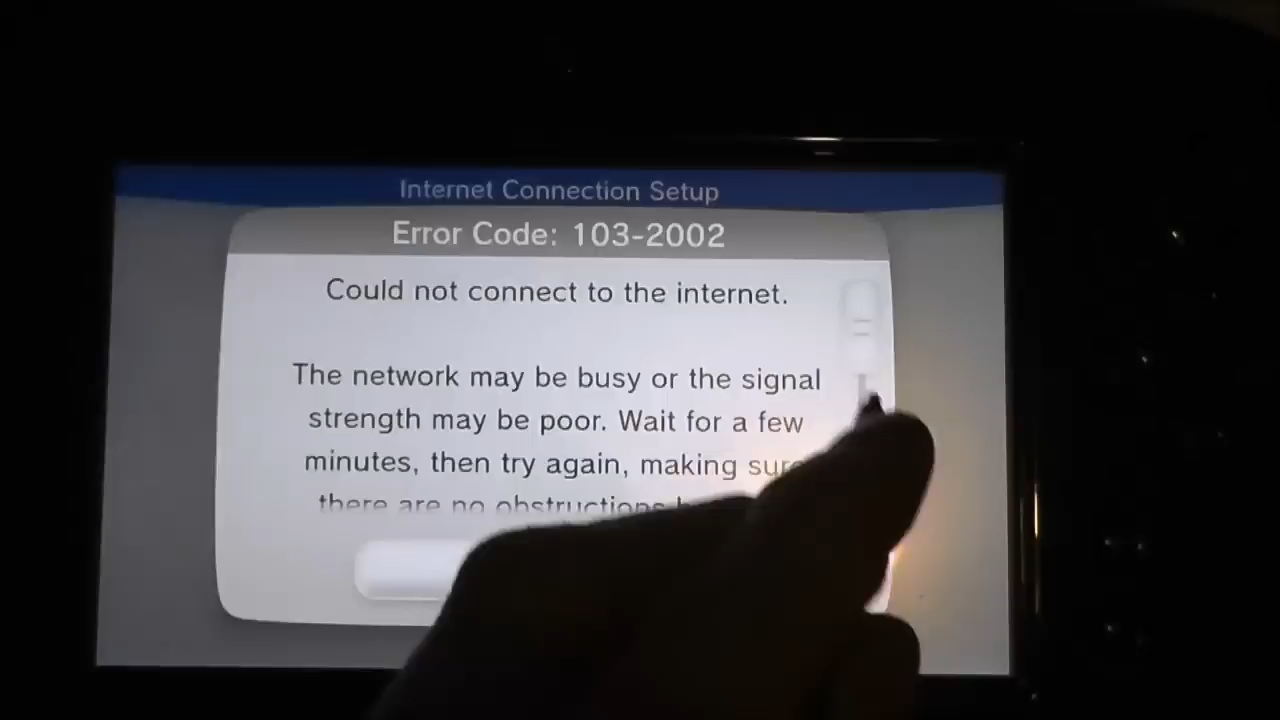 Internet Connection Setup
Error Code: 103-2002
Could not connect to the internet.
The network may be busy or the signal
strength may be poor. Wait for a few
minutes, then try again, making sure
there are no obstructions